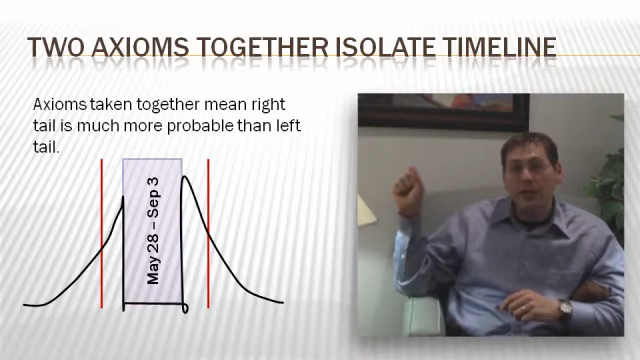 TWO AXIOMS TOGETHER ISOLATE TIMELINE
Axioms taken together mean right
tail is much more probable than left
tail.
May 28 – Sep 3